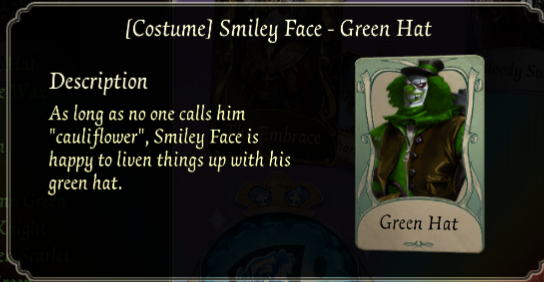 [Costume] Smiley Face - Green Hat
Description
As long as no one calls him
"cauliflower", Smiley Face is
happy to liven things up with his
green hat.
Green Hat